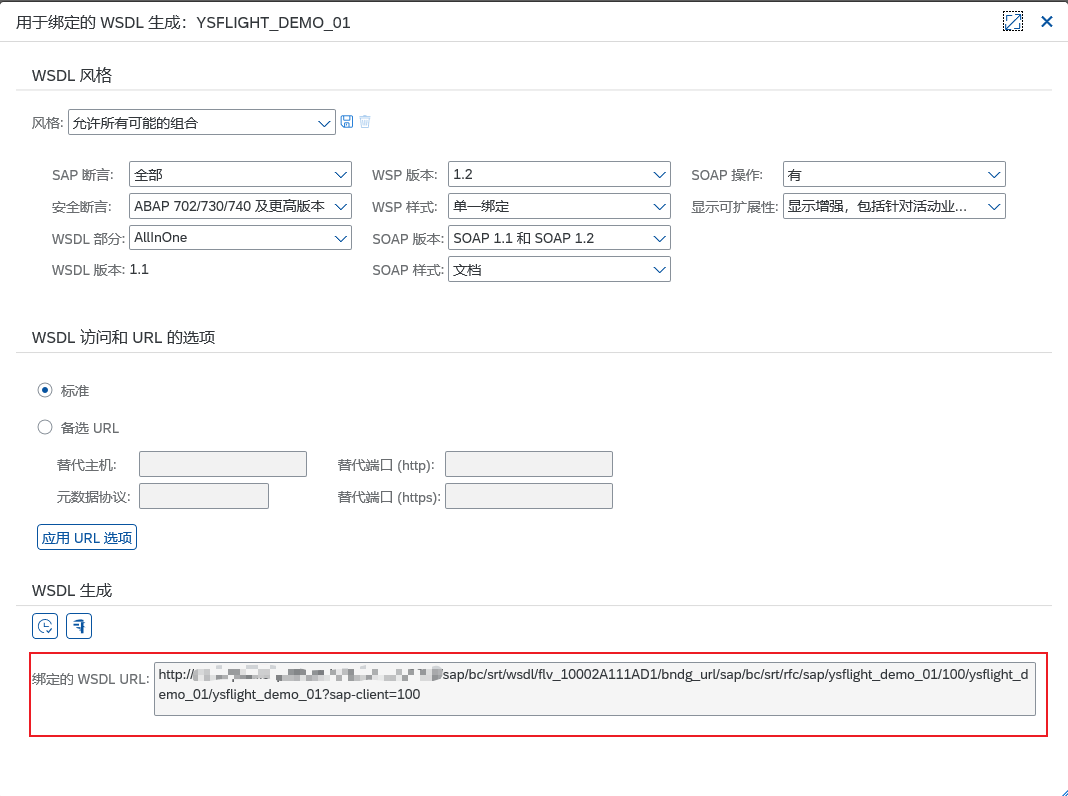 用于绑定的 WSDL 生成：YSFLIGHT_DEMO_01
WSDL 风格
风格: 允许所有可能的组合
SAP 断言: 全部 WSP 版本: 1.2 SOAP 操作: 有
安全断言: ABAP 702/730/740 及更高版本 WSP 样式: 单一绑定 显示可扩展性: 显示增强，包括针对活动业...
WSDL 部分: AllInOne SOAP 版本: SOAP 1.1 和 SOAP 1.2
WSDL 版本: 1.1 SOAP 样式: 文档
WSDL 访问和 URL 的选项
标准
备选 URL
替代主机: 替代端口 (http):
元数据协议: 替代端口 (https):
应用 URL 选项
WSDL 生成
绑定的 WSDL URL: http:// /sap/bc/srt/wsdl/flv_10002A111AD1/bndg_url/sap/bc/srt/rfc/sap/ysflight_demo_01/100/ysflight_d
emo_01/ysflight_demo_01?sap-client=100